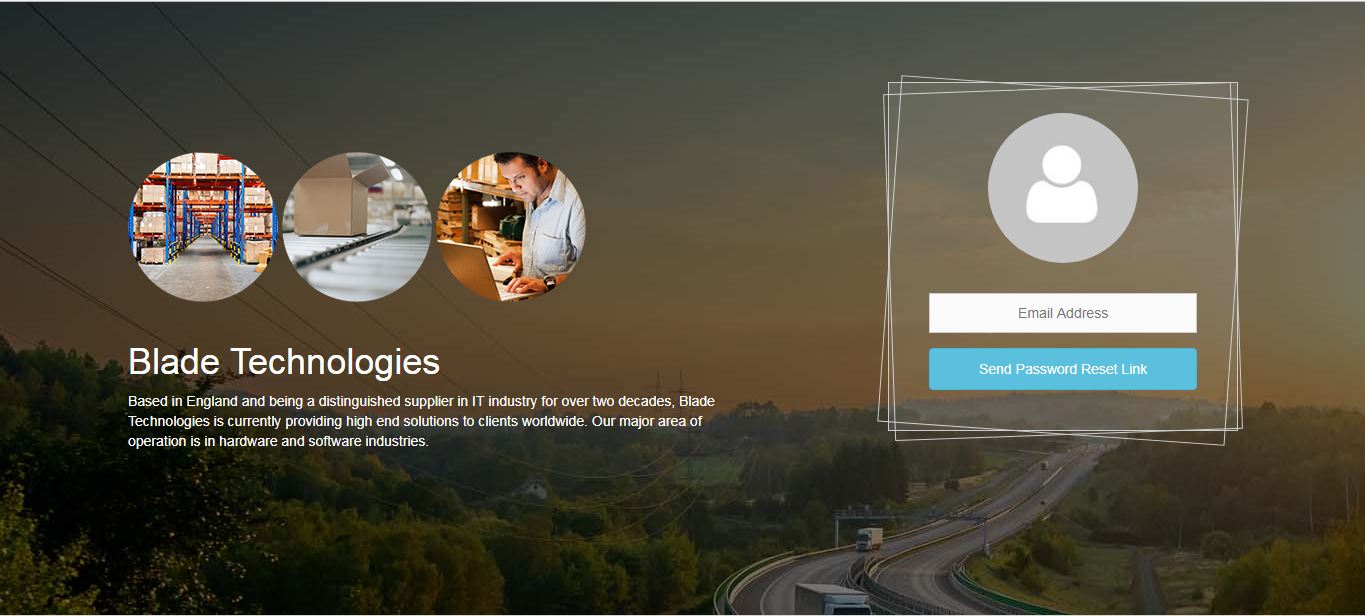 Blade Technologies
Based in England and being a distinguished supplier in IT industry for over two decades, Blade
Technologies is currently providing high end solutions to clients worldwide. Our major area of
operation is in hardware and software industries.
Email Address
Send Password Reset Link